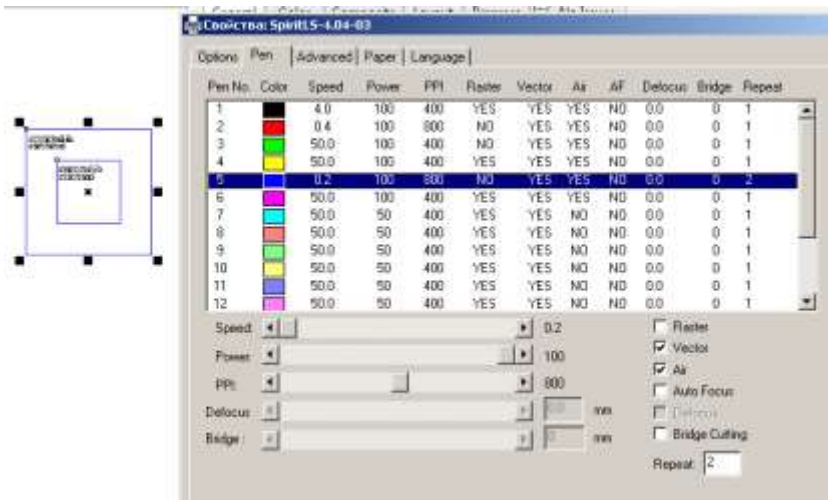 Свойства: SpiritLS-4.04-03
Options Pen Advanced Paper Language
Pen No. Color Speed Power PPI Raster Vector Air AF Defocus Bridge Repeat
1 4.0 100 400 YES YES YES NO 0.0 0 1
2 0.4 100 800 NO YES YES NO 0.0 0 1
3 50.0 100 400 NO YES YES NO 0.0 0 1
4 50.0 100 400 YES YES YES NO 0.0 0 1
5 0.2 100 800 NO YES YES NO 0.0 0 2
6 50.0 100 400 YES YES YES NO 0.0 0 1
7 50.0 50 400 YES YES NO NO 0.0 0 1
8 50.0 50 400 YES YES NO NO 0.0 0 1
9 50.0 50 400 YES YES NO NO 0.0 0 1
10 50.0 50 400 YES YES NO NO 0.0 0 1
11 50.0 50 400 YES YES NO NO 0.0 0 1
12 50.0 50 400 YES YES NO NO 0.0 0 1
Speed: 0.2 Raster
Power: 100 Vector
Air
PPI: 800 Auto Focus
Defocus: 0.0 mm Defocus
Bridge : 0 mm Bridge Cutting
Repeat: 2